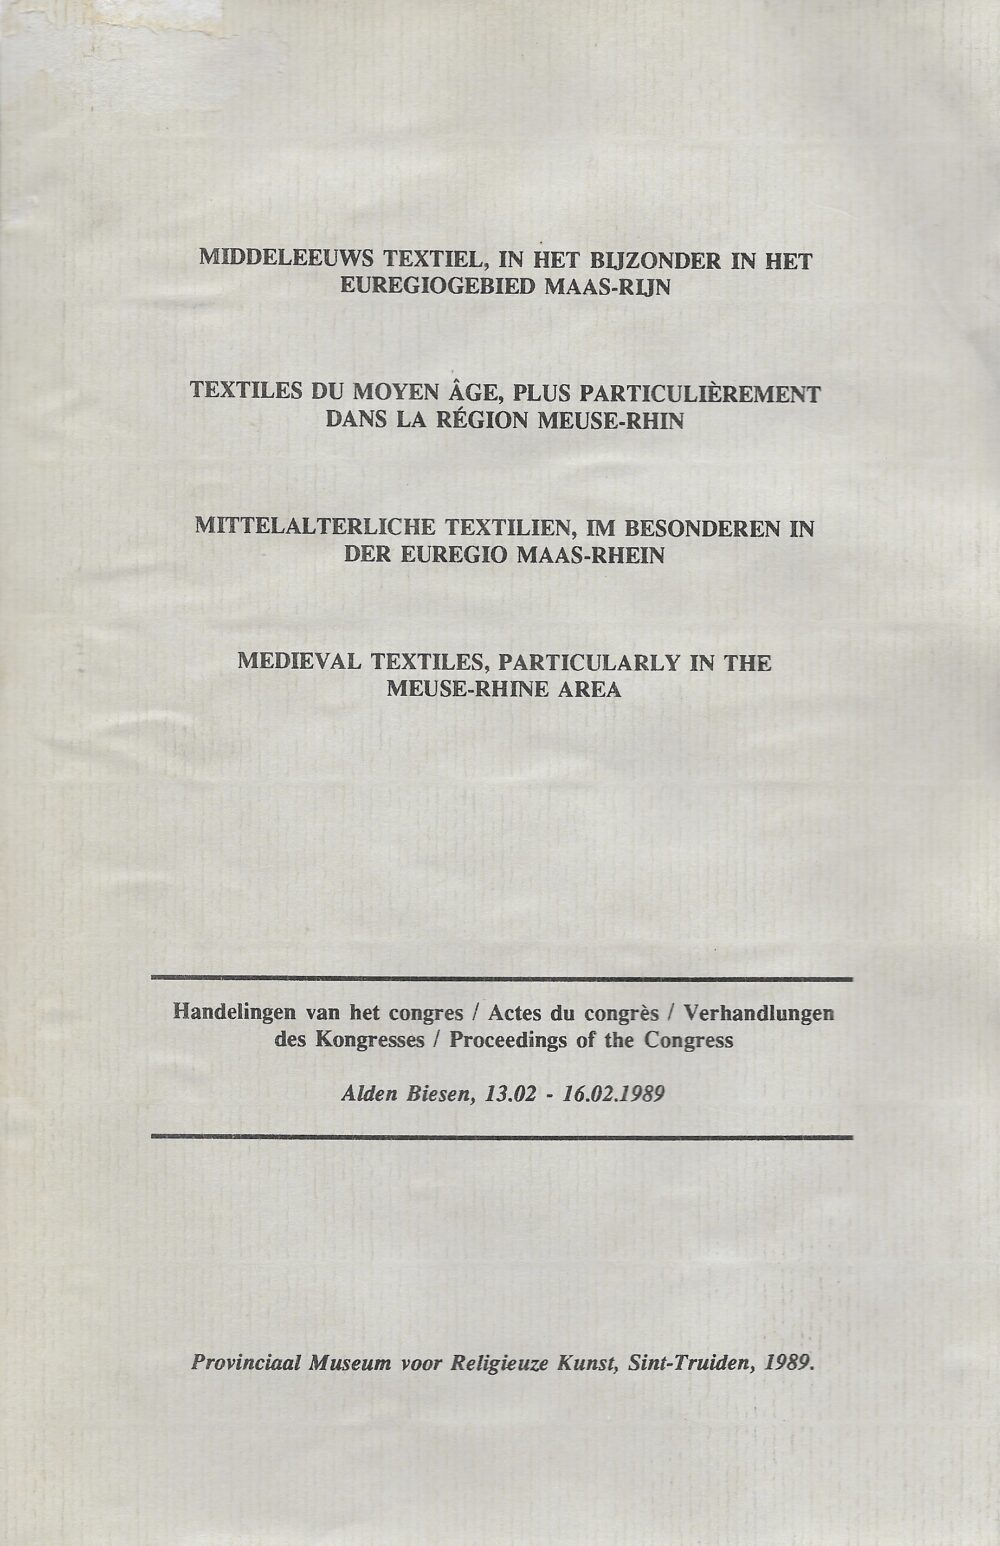 MIDDELEEUWS TEXTIEL, IN HET BIJZONDER IN HET
EUREGIOGEBIED MAAS-RIJN
TEXTILES DU MOYEN ÂGE, PLUS PARTICULIÈREMENT
DANS LA RÉGION MEUSE-RHIN
MITTELALTERLICHE TEXTILIEN, IM BESONDEREN IN
DER EUREGIO MAAS-RHEIN
MEDIEVAL TEXTILES, PARTICULARLY IN THE
MEUSE-RHINE AREA
Handelingen van het congres / Actes du congrès / Verhandlungen
des Kongresses / Proceedings of the Congress
Alden Biesen, 13.02 - 16.02.1989
Provinciaal Museum voor Religieuze Kunst, Sint-Truiden, 1989.